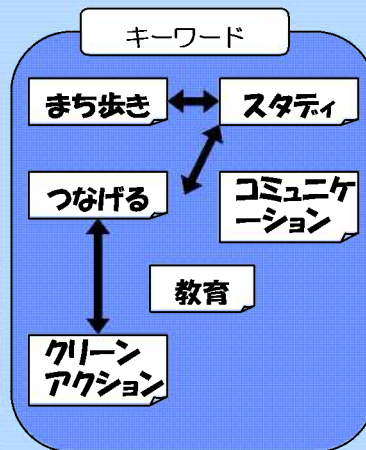 キーワード
まち歩き
スタディ
つなげる
コミュニケ
ーション
教育
クリーン
アクション